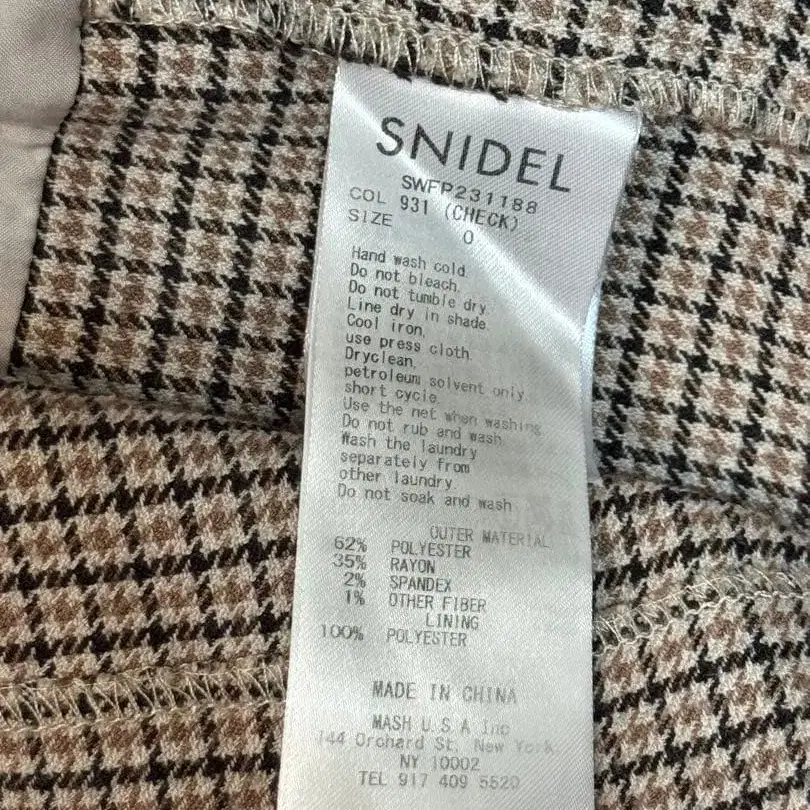 SNIDEL
SWFP231188
COL 931 (CHECK)
SIZE 0
Hand wash cold
Do not bleach.
Do not tumble dry.
Line dry in shade.
Cool iron,
use press cloth.
Dryclean,
petroleum solvent only.
short cycle.
Use the net when washing
Do not rub and wash
Wash the laundry
separately from
other laundry
Do not soak and wash
OUTER MATERIAL
62% POLYESTER
35% RAYON
2% SPANDEX
1% OTHER FIBER
LINING
100% POLYESTER
MADE IN CHINA
MASH U.S.A Inc
144 Orchard St, New York,
NY 10002
TEL 917 409 5520